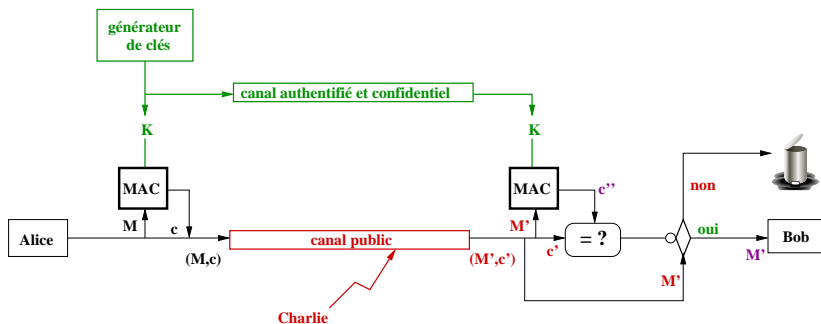 générateur
de clés
canal authentifié et confidentiel
K
K
MAC
MAC
c''
non
M
c
M'
= ?
oui
Alice
canal public
Bob
(M,c)
(M',c')
c'
M'
M'
Charlie